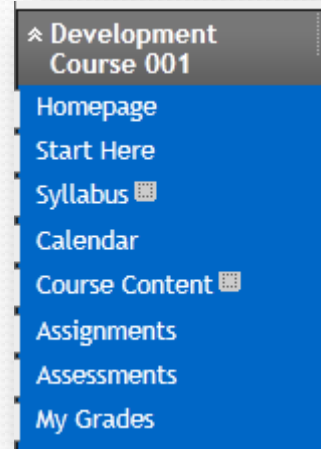 Development
Course 001
Homepage
Start Here
Syllabus
Calendar
Course Content
Assignments
Assessments
My Grades